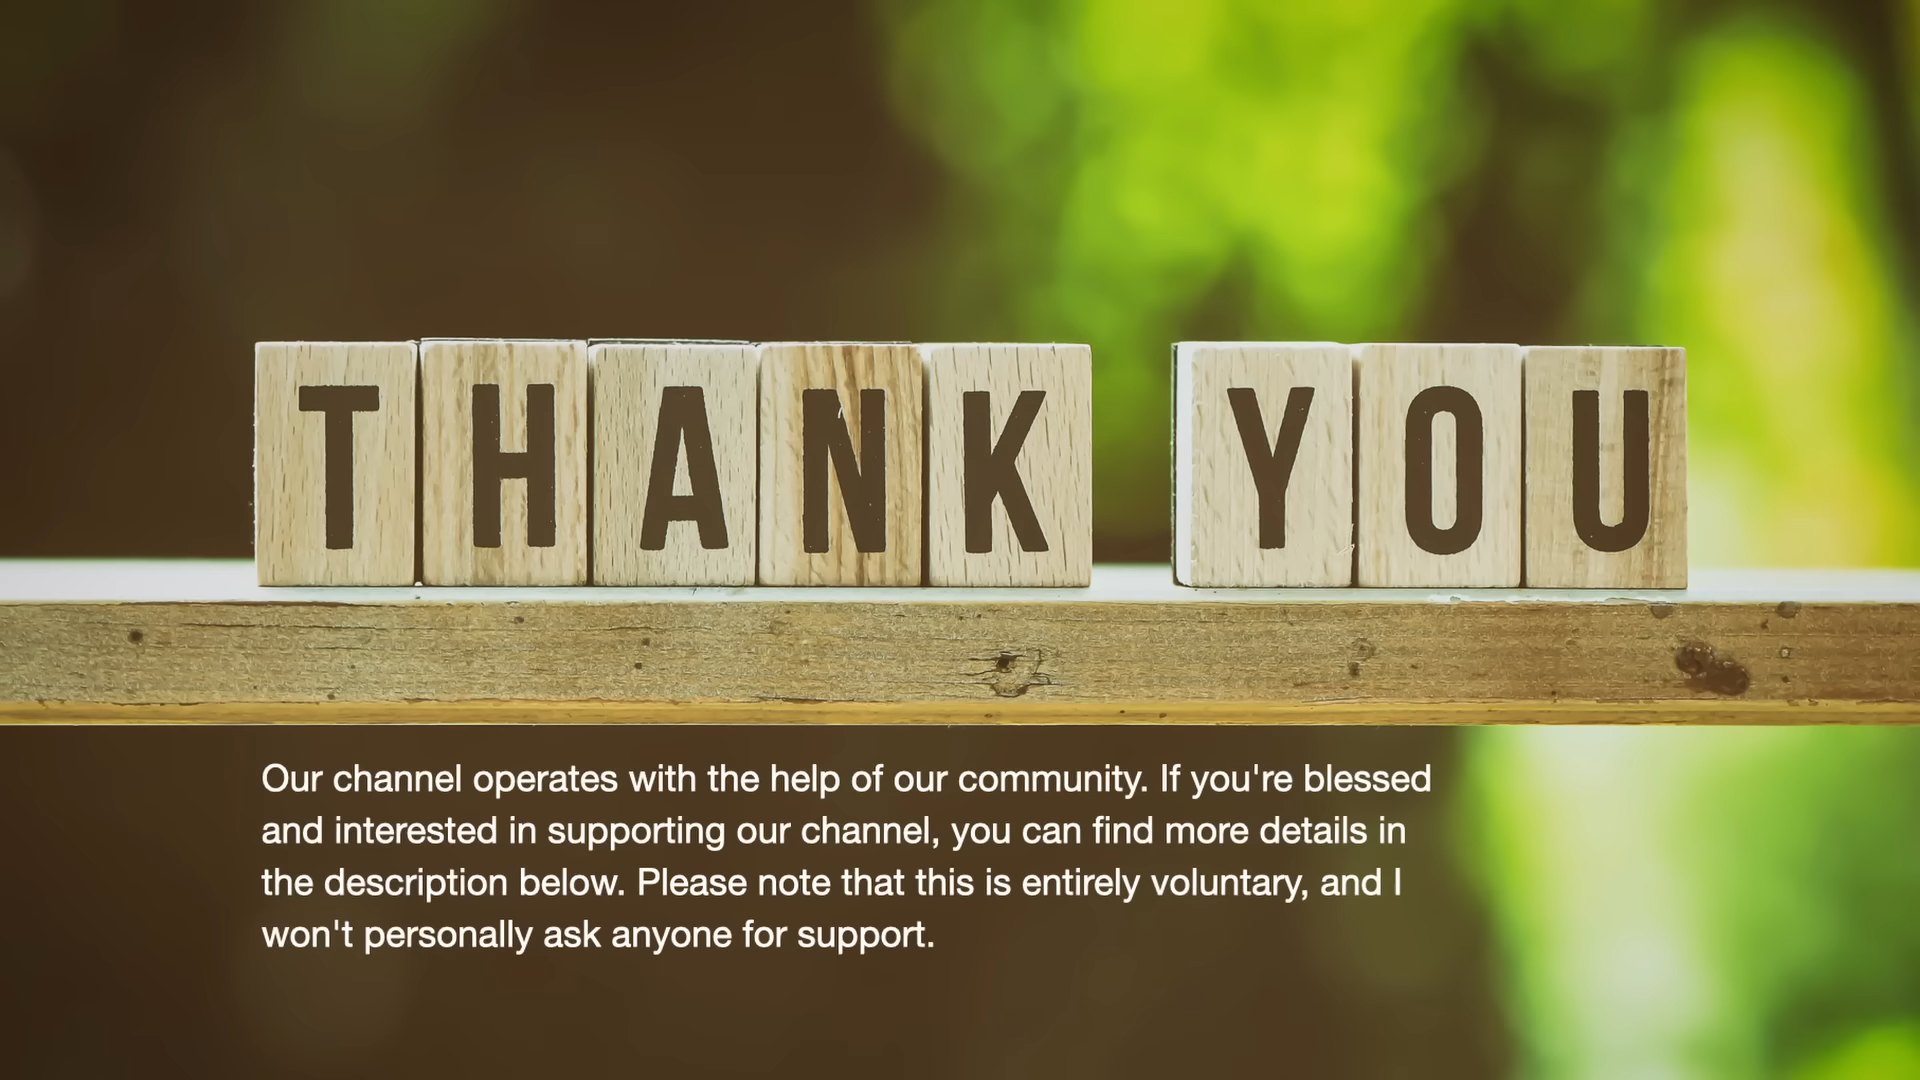 THANK YOU
Our channel operates with the help of our community. If you're blessed
and interested in supporting our channel, you can find more details in
the description below. Please note that this is entirely voluntary, and I
won't personally ask anyone for support.